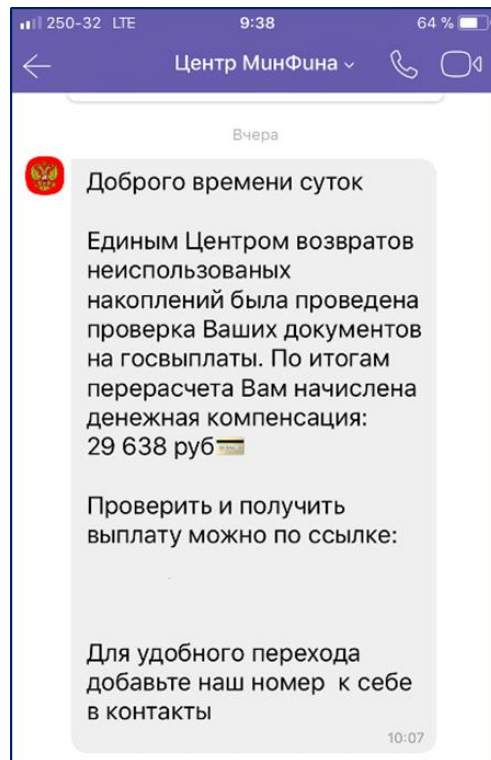 250-32 LTE 9:38 64 %
Центр МинФина
Вчера
Доброго времени суток
Единым Центром возвратов
неиспользованых
накоплений была проведена
проверка Ваших документов
на госвыплаты. По итогам
перерасчета Вам начислена
денежная компенсация:
29 638 руб
Проверить и получить
выплату можно по ссылке:
Для удобного перехода
добавьте наш номер к себе
в контакты
10:07